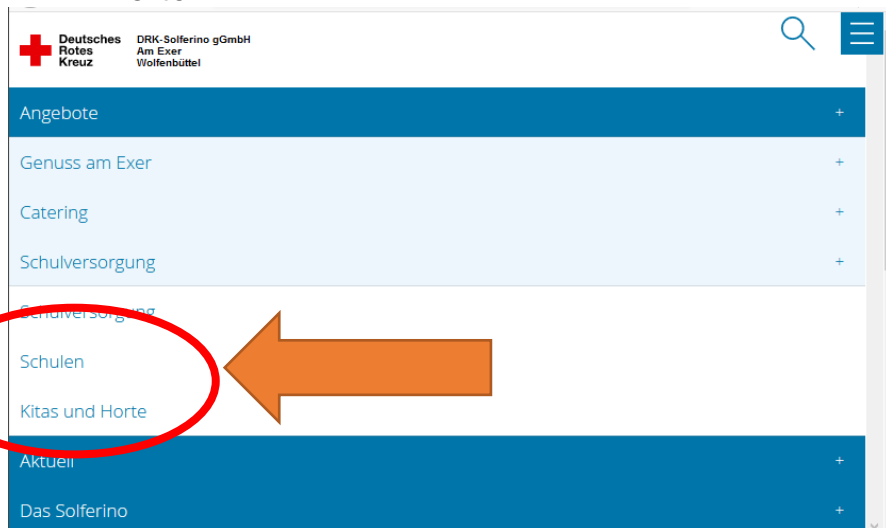 Deutsches
Rotes
Kreuz
DRK-Solferino gGmbH
Am Exer
Wolfenbüttel
Angebote +
Genuss am Exer +
Catering +
Schulversorgung +
Schulversorgung
Schulen
Kitas und Horte
Aktuell +
Das Solferino +